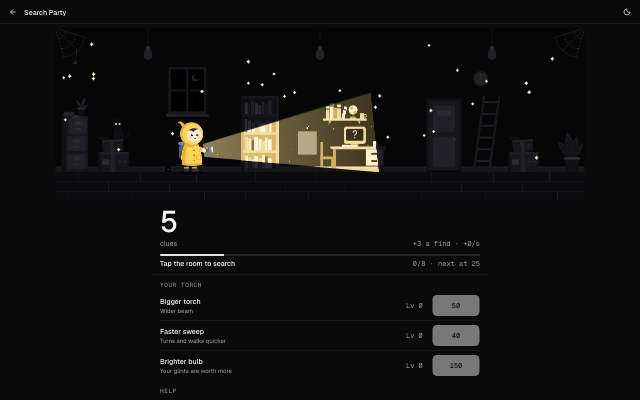 Search Party
?
5
clues
+3 a find · +0/s
Tap the room to search
0/8 · next at 25
YOUR TORCH
Bigger torch
Wider beam
Lv 0
50
Faster sweep
Turns and walks quicker
Lv 0
40
Brighter bulb
Your glints are worth more
Lv 0
150
HELP